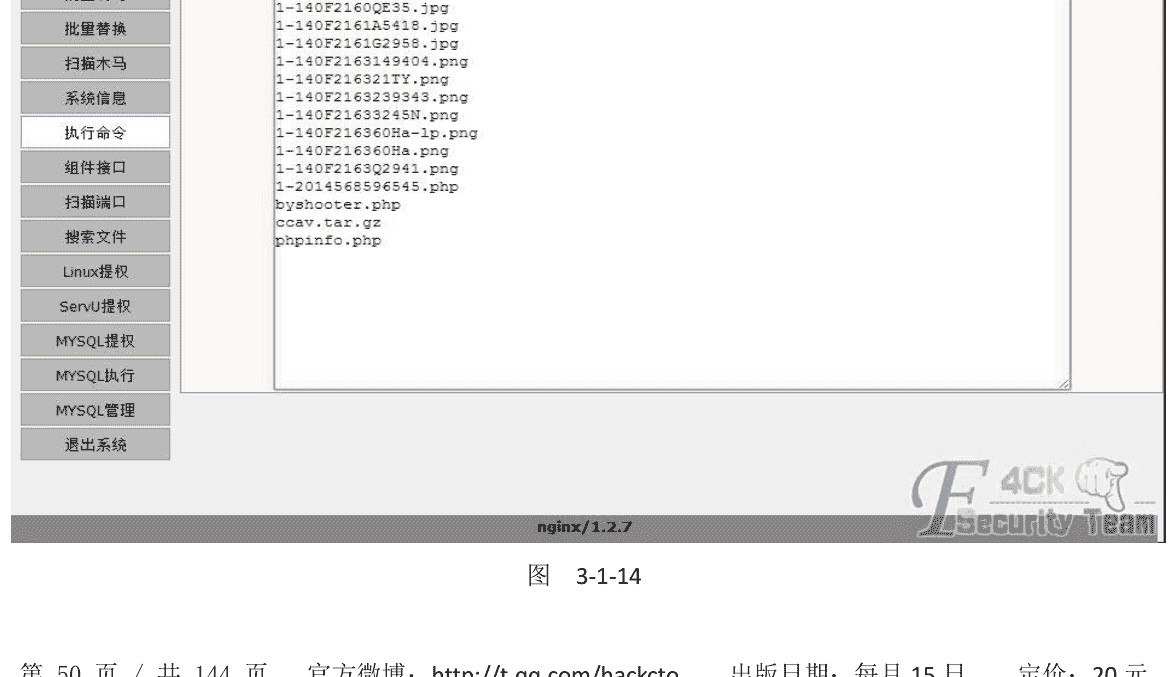 1-140F2160QE35.jpg
1-140F2161A5418.jpg
1-140F2161G2958.jpg
1-140F2163149404.png
1-140F216321TY.png
1-140F2163239343.png
1-140F21633245N.png
1-140F216360Ha-lp.png
1-140F216360Ha.png
1-140F2163Q2941.png
1-2014568596545.php
byshooter.php
ccav.tar.gz
phpinfo.php
批量替换
扫描木马
系统信息
执行命令
组件接口
扫描端口
搜索文件
Linux提权
ServU提权
MYSQL提权
MYSQL执行
MYSQL管理
退出系统
F4CK
Security Team
nginx/1.2.7
图 3-1-14
第 50 页 / 共 144 页 官方微博：http://t.qq.com/hackcto 出版日期：每月 15 日 定价：20 元